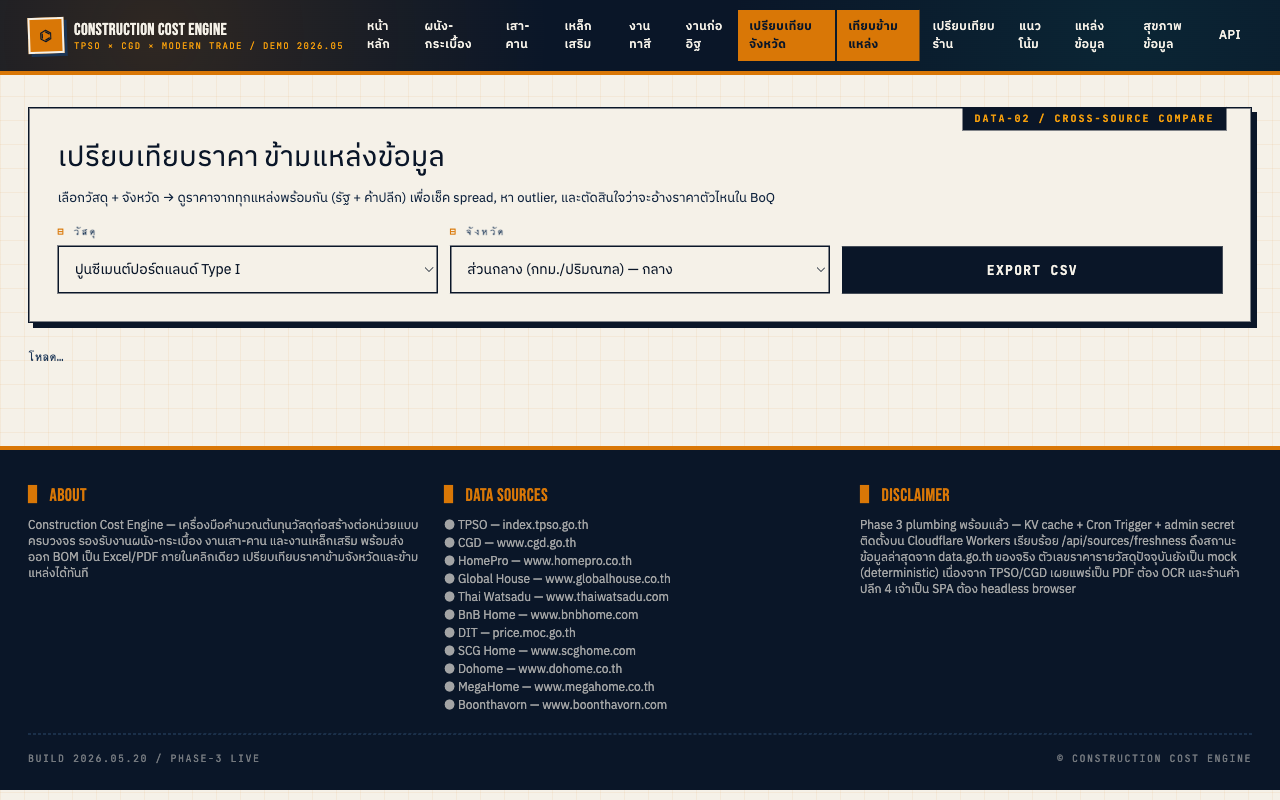 CONSTRUCTION COST ENGINE
TPSO × CGD × MODERN TRADE / DEMO 2026.05
หน้าหลัก
ผนัง-กระเบื้อง
เสา-คาน
เหล็กเสริม
งานทาสี
งานก่ออิฐ
เปรียบเทียบจังหวัด
เทียบข้ามแหล่ง
เปรียบเทียบร้าน
แนวโน้ม
แหล่งข้อมูล
สุขภาพข้อมูล
API
DATA-02 / CROSS-SOURCE COMPARE
เปรียบเทียบราคา ข้ามแหล่งข้อมูล
เลือกวัสดุ + จังหวัด → ดูราคาจากทุกแหล่งพร้อมกัน (รัฐ + ค้าปลีก) เพื่อเช็ค spread, หา outlier, และตัดสินใจว่าจะอ้างราคาตัวไหนใน BoQ
วัสดุ
จังหวัด
ปูนซีเมนต์ปอร์ตแลนด์ Type I
ส่วนกลาง (กทม./ปริมณฑล) — กลาง
EXPORT CSV
โหลด…
ABOUT
Construction Cost Engine — เครื่องมือคำนวณต้นทุนวัสดุก่อสร้างต่อหน่วยแบบ
ครบวงจร รองรับงานผนัง-กระเบื้อง งานเสา-คาน และงานเหล็กเสริม พร้อมส่ง
ออก BOM เป็น Excel/PDF ภายในคลิกเดียว เปรียบเทียบราคาข้ามจังหวัดและข้าม
แหล่งได้ทันที
DATA SOURCES
● TPSO — index.tpso.go.th
● CGD — www.cgd.go.th
● HomePro — www.homepro.co.th
● Global House — www.globalhouse.co.th
● Thai Watsadu — www.thaiwatsadu.com
● BnB Home — www.bnbhome.com
● DIT — price.moc.go.th
● SCG Home — www.scghome.com
● Dohome — www.dohome.co.th
● MegaHome — www.megahome.co.th
● Boonthavorn — www.boonthavorn.com
DISCLAIMER
Phase 3 plumbing พร้อมแล้ว — KV cache + Cron Trigger + admin secret
ติดตั้งบน Cloudflare Workers เรียบร้อย /api/sources/freshness ดึงสถานะ
ข้อมูลล่าสุดจาก data.go.th ของจริง ตัวเลขราคารายวัสดุปัจจุบันยังเป็น mock
(deterministic) เนื่องจาก TPSO/CGD เผยแพร่เป็น PDF ต้อง OCR และร้านค้า
ปลีก 4 เจ้าเป็น SPA ต้อง headless browser
BUILD 2026.05.20 / PHASE-3 LIVE
© CONSTRUCTION COST ENGINE